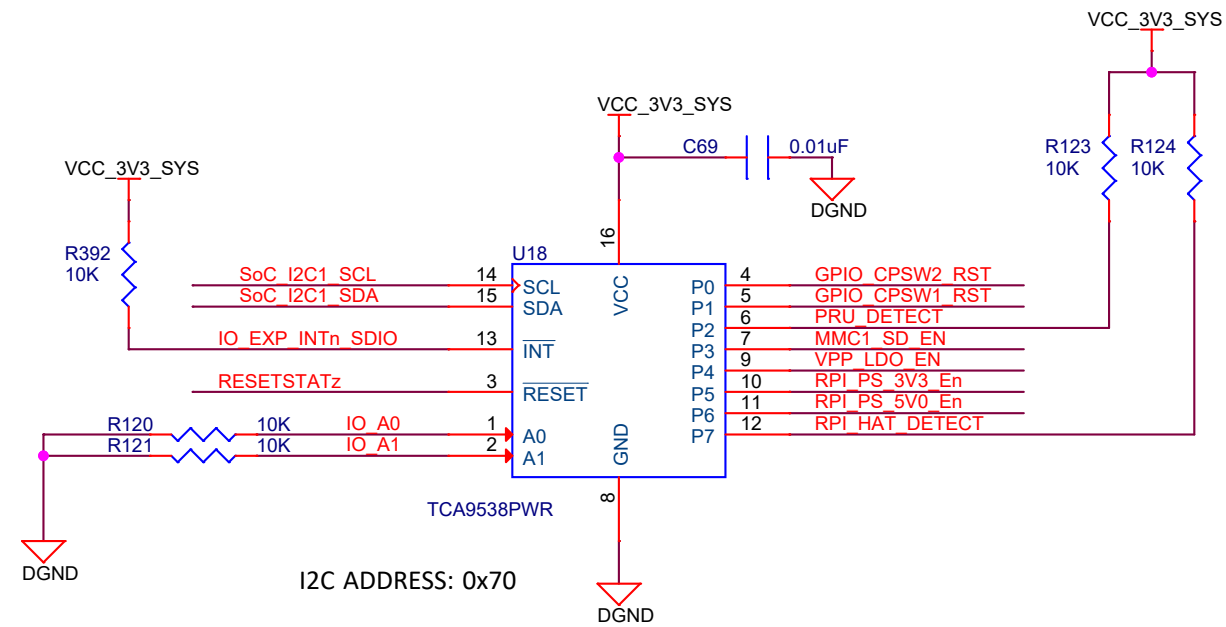 VCC_3V3_SYS
VCC_3V3_SYS
C69 0.01uF
R123 10K
R124 10K
VCC_3V3_SYS
DGND
R392 10K
16
U18
SoC_I2C1_SCL 14 SCL
SoC_I2C1_SDA 15 SDA
IO_EXP_INTn_SDIO 13 INT
RESETSTATz 3 RESET
R120 10K IO_A0 1 A0
R121 10K IO_A1 2 A1
VCC
GND
P0 4 GPIO_CPSW2_RST
P1 5 GPIO_CPSW1_RST
P2 6 PRU_DETECT
P3 7 MMC1_SD_EN
P4 9 VPP_LDO_EN
P5 10 RPI_PS_3V3_En
P6 11 RPI_PS_5V0_En
P7 12 RPI_HAT_DETECT
8
TCA9538PWR
DGND
I2C ADDRESS: 0x70
DGND